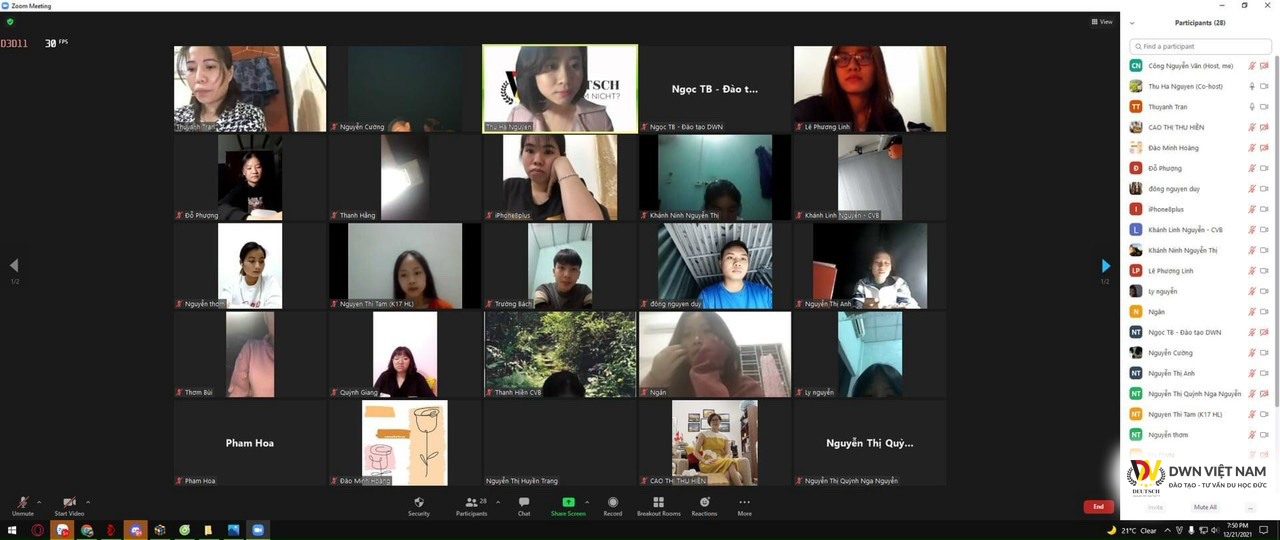 Zoom Meeting
D3D11 30 FPS
View
Participants (28)
Find a participant
Thuyanh Tran
Nguyễn Cường
DEUTSCH
NICHT?
Thu Ha Nguyen
Ngọc TB - Đào t...
Ngọc TB - Đào tạo DWN
Lê Phương Linh
Đỗ Phượng
Thanh Hằng
iPhone8plus
Khánh Ninh Nguyễn Thị
Khánh Linh Nguyễn - CVB
Nguyễn thơm
Nguyen Thi Tam (K17 HL)
Trường Bách
đông nguyen duy
Nguyễn Thị Anh
Thơm Bùi
Quỳnh Giang
Thanh Hiền CVB
Ngân
Ly nguyễn
Pham Hoa
Pham Hoa
Đào Minh Hoàng
Nguyễn Thị Huyền Trang
CAO THỊ THU HIỀN
Nguyễn Thị Quỳ...
Nguyễn Thị Quỳnh Nga Nguyễn
1/2
1/2
CN Công Nguyễn Văn (Host, me)
Thu Ha Nguyen (Co-host)
TT Thuyanh Tran
CAO THỊ THU HIỀN
Đào Minh Hoàng
Đ Đỗ Phượng
đông nguyen duy
I iPhone8plus
L Khánh Linh Nguyễn - CVB
Khánh Ninh Nguyễn Thị
LP Lê Phương Linh
Ly nguyễn
N Ngân
NT Ngọc TB - Đào tạo DWN
Nguyễn Cường
NT Nguyễn Thị Anh
NT Nguyễn Thị Quỳnh Nga Nguyễn
NT Nguyen Thi Tam (K17 HL)
NT Nguyễn thơm
DEUTSCH
DWN VIỆT NAM
ĐÀO TẠO - TƯ VẤN DU HỌC ĐỨC
Invite
Mute All
...
Unmute
Start Video
Security
28
Participants
Chat
Share Screen
Record
Breakout Rooms
Reactions
More
End
21°C Clear
7:50 PM
12/21/2021